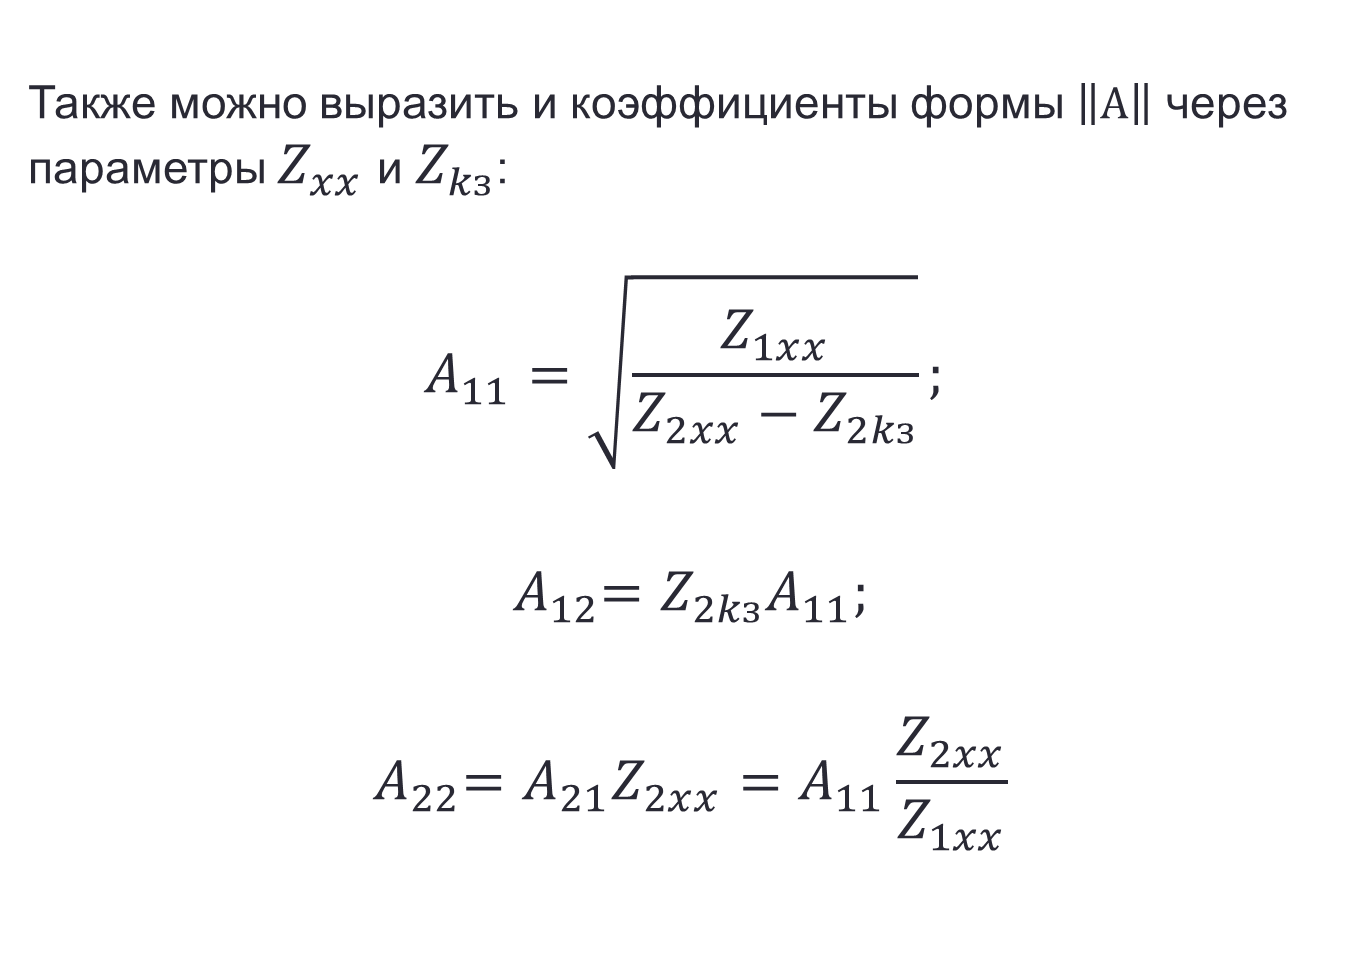 Также можно выразить и коэффициенты формы ||A|| через
параметры Z_{xx} и Z_{kз}:
A_{11} = \sqrt{\frac{Z_{1xx}}{Z_{2xx} − Z_{2kз}}};
A_{12}= Z_{2kз}A_{11};
A_{22}= A_{21}Z_{2xx} = A_{11}\frac{Z_{2xx}}{Z_{1xx}}